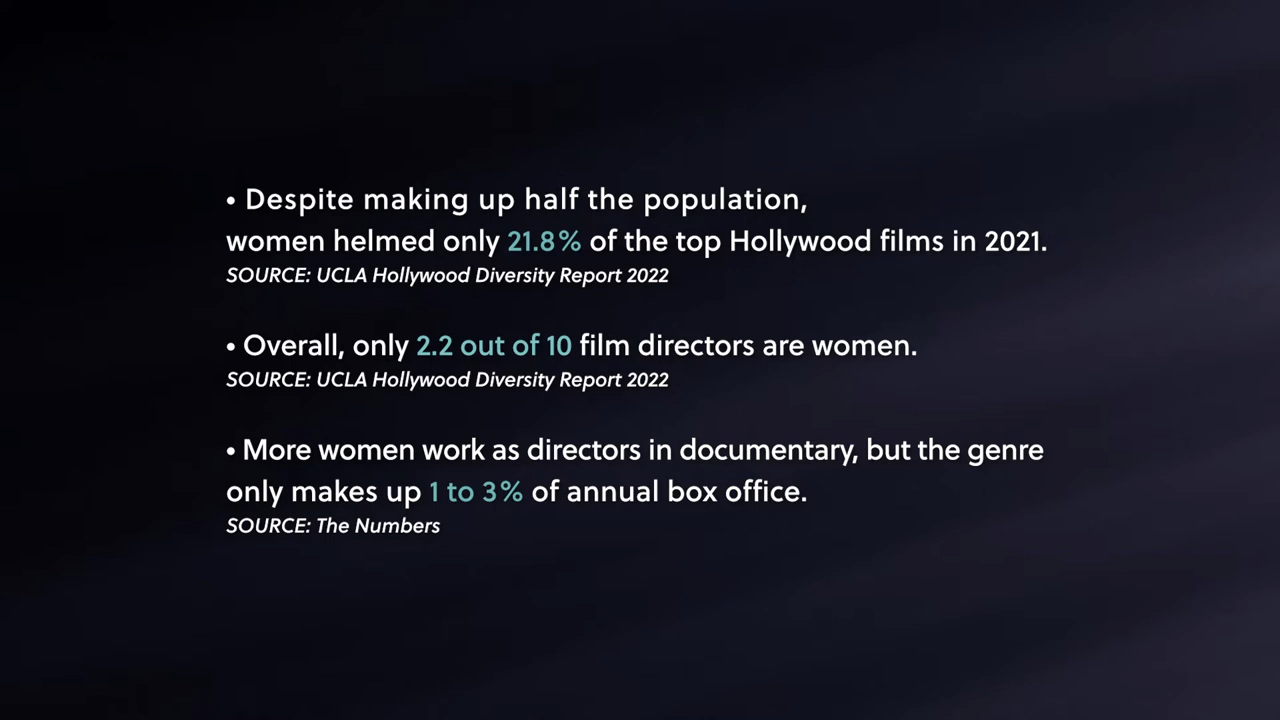 • Despite making up half the population,
women helmed only 21.8% of the top Hollywood films in 2021.
SOURCE: UCLA Hollywood Diversity Report 2022
• Overall, only 2.2 out of 10 film directors are women.
SOURCE: UCLA Hollywood Diversity Report 2022
• More women work as directors in documentary, but the genre
only makes up 1 to 3% of annual box office.
SOURCE: The Numbers